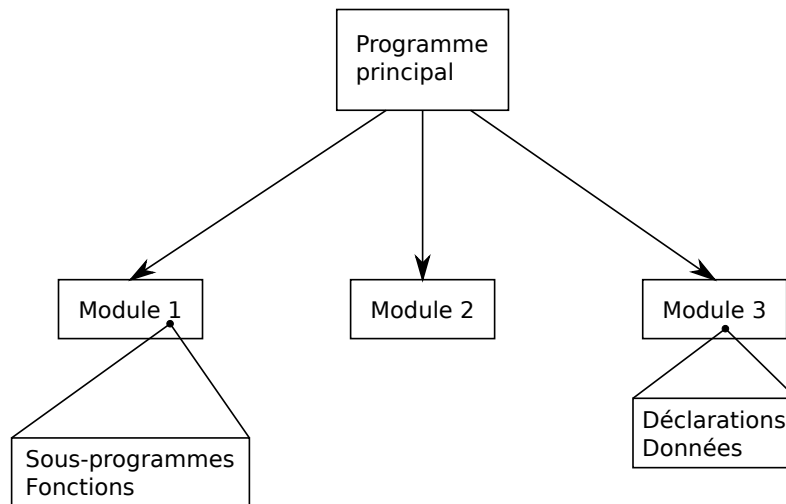 Programme
principal
Module 1
Module 2
Module 3
Déclarations
Données
Sous-programmes
Fonctions